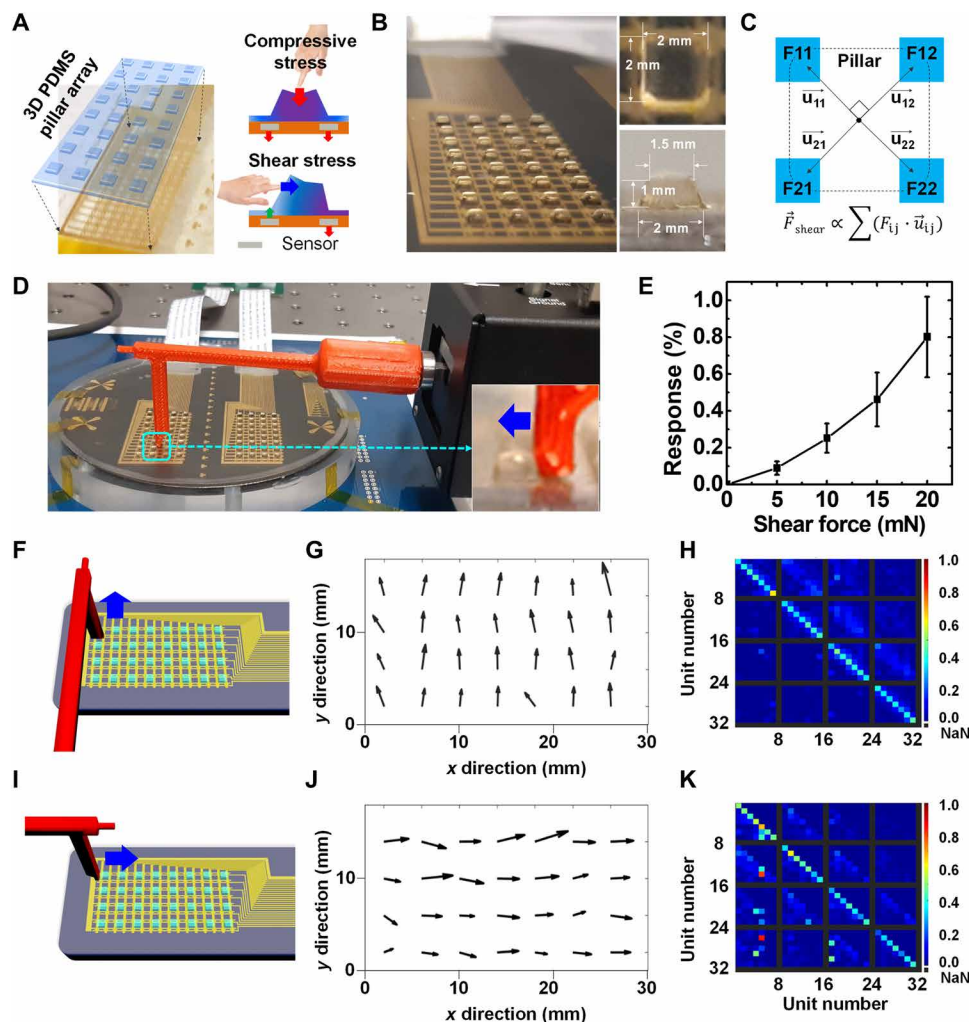 A
3D PDMS
pillar array
Compressive
stress
Shear stress
Sensor
B
2 mm
2 mm
1.5 mm
1 mm
2 mm
C
F11
F12
Pillar
u₁₁
u₁₂
u₂₁
u₂₂
F21
F22
F⃗shear ∝ ∑(Fij · u⃗ij)
D
Signal
Ground
E
Response (%)
1.0
0.8
0.6
0.4
0.2
0.0
5 10 15 20
Shear force (mN)
F
G
y direction (mm)
10
0
0 10 20 30
x direction (mm)
H
Unit number
8
16
24
32
8 16 24 32
1.0
0.8
0.6
0.4
0.2
0.0
NaN
I
J
y direction (mm)
10
0
0 10 20 30
x direction (mm)
K
Unit number
8
16
24
32
8 16 24 32
Unit number
1.0
0.8
0.6
0.4
0.2
0.0
NaN